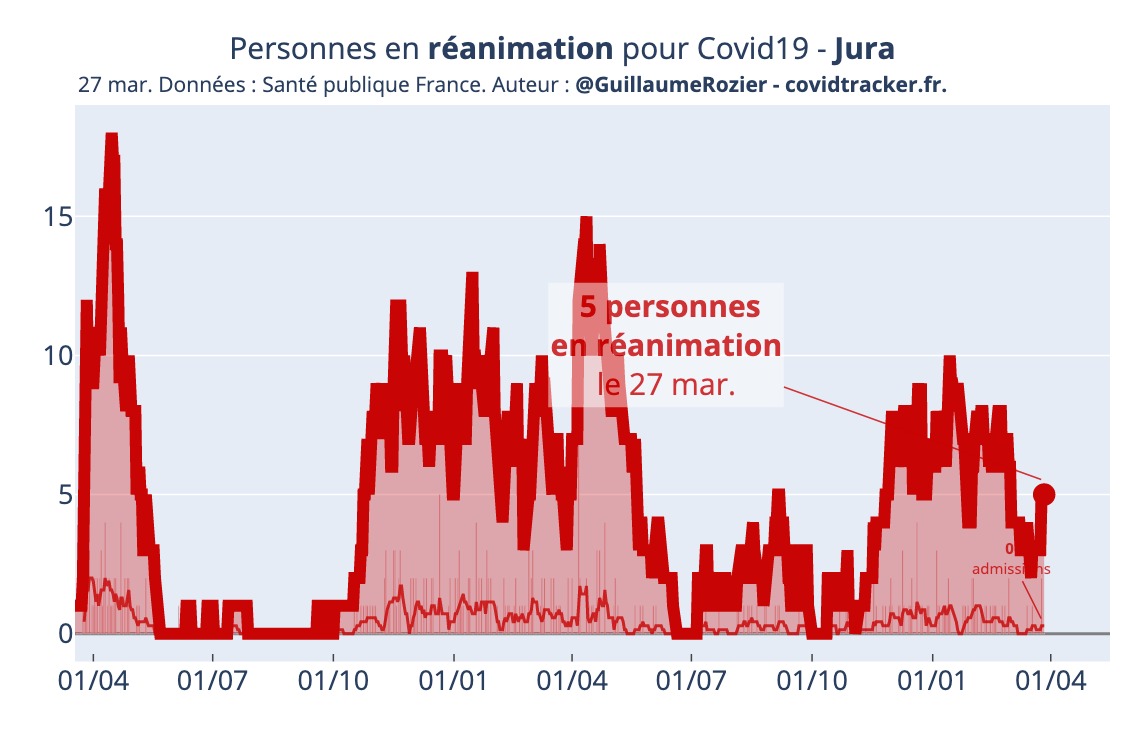 Personnes en réanimation pour Covid19 - Jura
27 mar. Données : Santé publique France. Auteur : @GuillaumeRozier - covidtracker.fr.
15
10
5
0
5 personnes
en réanimation
le 27 mar.
0
admissions
01/04
01/07
01/10
01/01
01/04
01/07
01/10
01/01
01/04